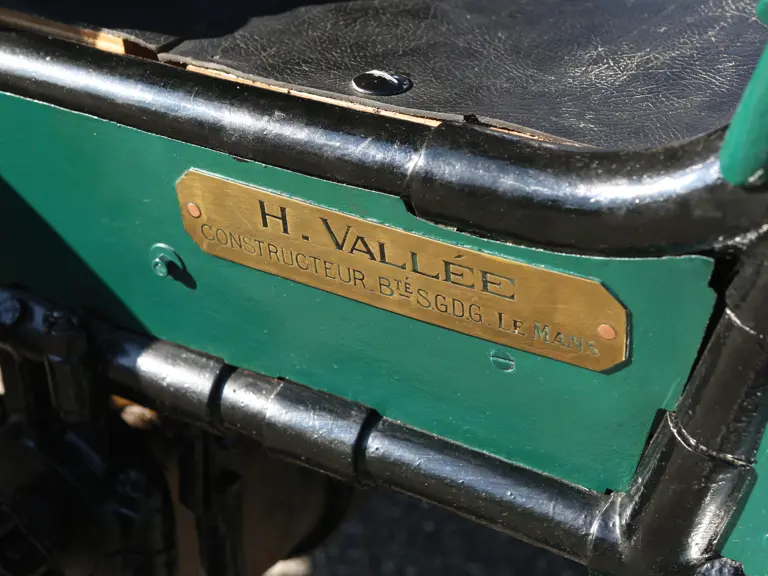 H. VALLÉE
CONSTRUCTEUR. BTÉ S.G.D.G. LE MANS